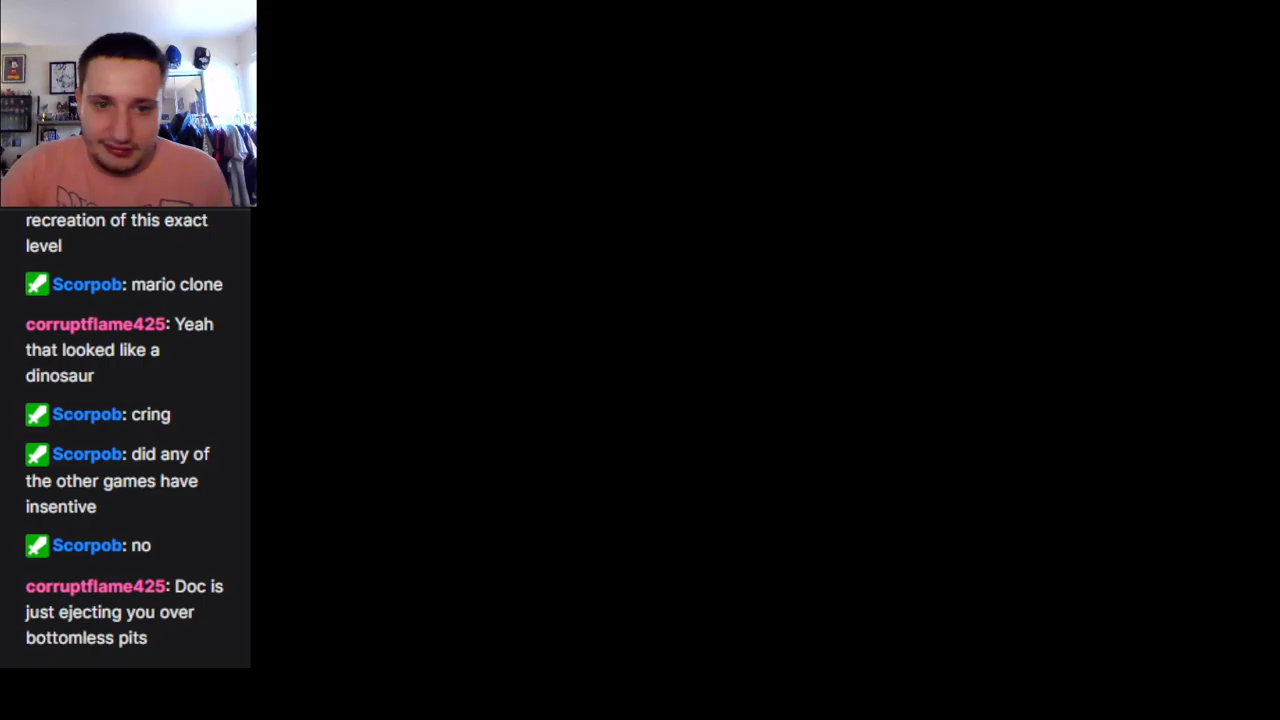 recreation of this exact
level
Scorpob: mario clone
corruptflame425: Yeah
that looked like a
dinosaur
Scorpob: cring
Scorpob: did any of
the other games have
insentive
Scorpob: no
corruptflame425: Doc is
just ejecting you over
bottomless pits